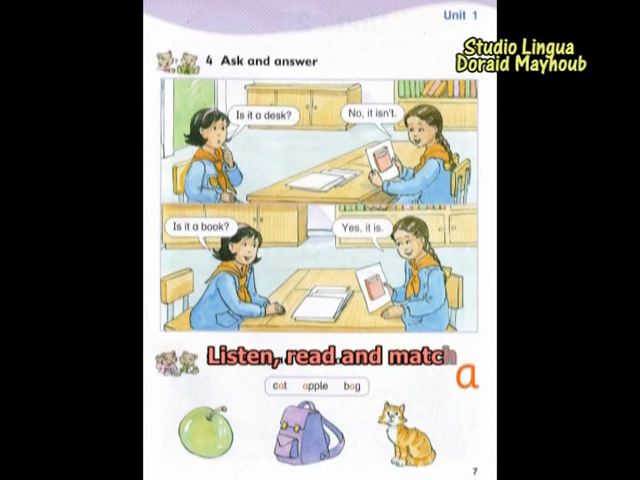 Unit 1
Studio Lingua
Doraid Mayhoub
4 Ask and answer
Is it a desk?
No, it isn't.
Is it a book?
Yes, it is.
Listen, read and match
a
cat apple bag
7